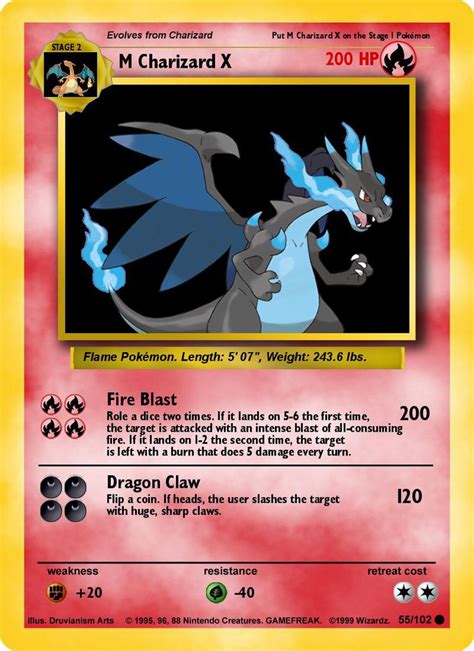 Evolves from Charizard
Put M Charizard X on the Stage 1 Pokémon
STAGE 2
M Charizard X
200 HP
Flame Pokémon. Length: 5' 07", Weight: 243.6 lbs.
Fire Blast
Role a dice two times. If it lands on 5-6 the first time,
the target is attacked with an intense blast of all-consuming
fire. If it lands on 1-2 the second time, the target
is left with a burn that does 5 damage every turn.
200
Dragon Claw
Flip a coin. If heads, the user slashes the target
with huge, sharp claws.
120
weakness
resistance
retreat cost
+20
-40
Illus. Druvianism Arts
© 1995, 96, 88 Nintendo Creatures. GAMEFREAK. ©1999 Wizardz.
55/102